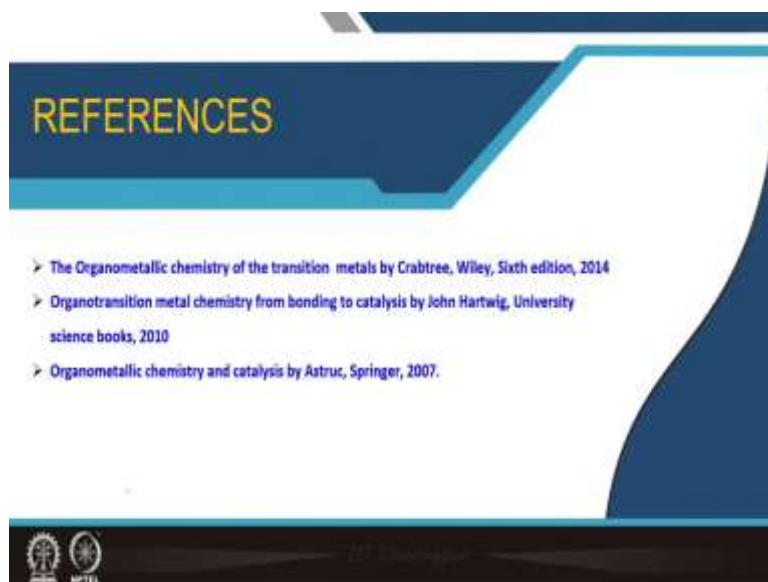 REFERENCES
➢ The Organometallic chemistry of the transition metals by Crabtree, Wiley, Sixth edition, 2014
➢ Organotransition metal chemistry from bonding to catalysis by John Hartwig, University
science books, 2010
➢ Organometallic chemistry and catalysis by Astruc, Springer, 2007.
NPTEL